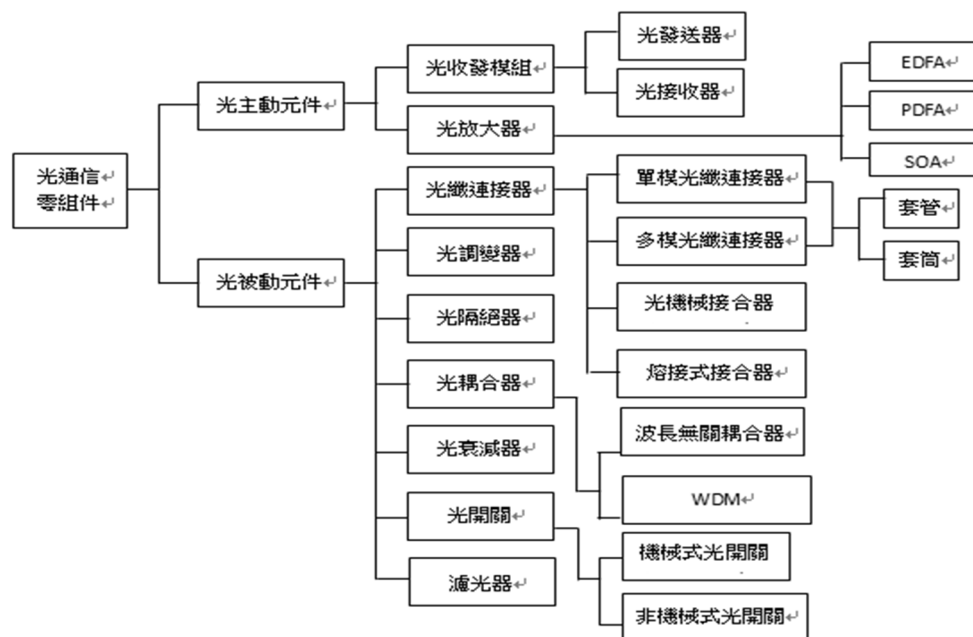 光發送器
光收發模組
EDFA
光接收器
光主動元件
PDFA
光放大器
SOA
光通信
零組件
光纖連接器
單模光纖連接器
套管
光調變器
多模光纖連接器
套筒
光被動元件
光隔絕器
光機械接合器
光耦合器
熔接式接合器
光衰減器
波長無關耦合器
WDM
光開關
機械式光開關
濾光器
非機械式光開關